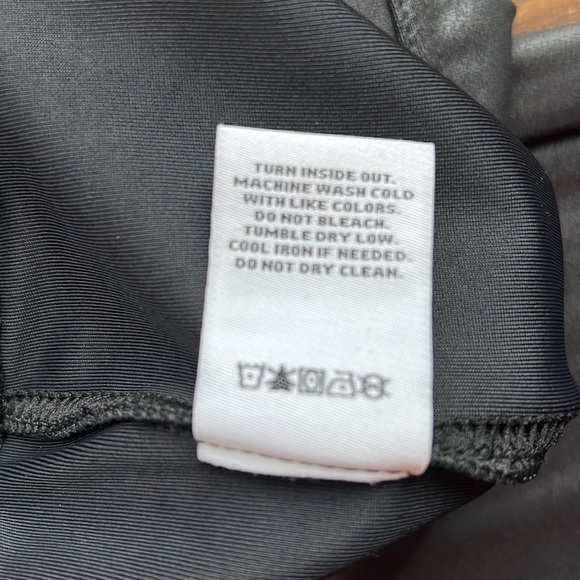 TURN INSIDE OUT.
MACHINE WASH COLD
WITH LIKE COLORS.
DO NOT BLEACH.
TUMBLE DRY LOW.
COOL IRON IF NEEDED.
DO NOT DRY CLEAN.